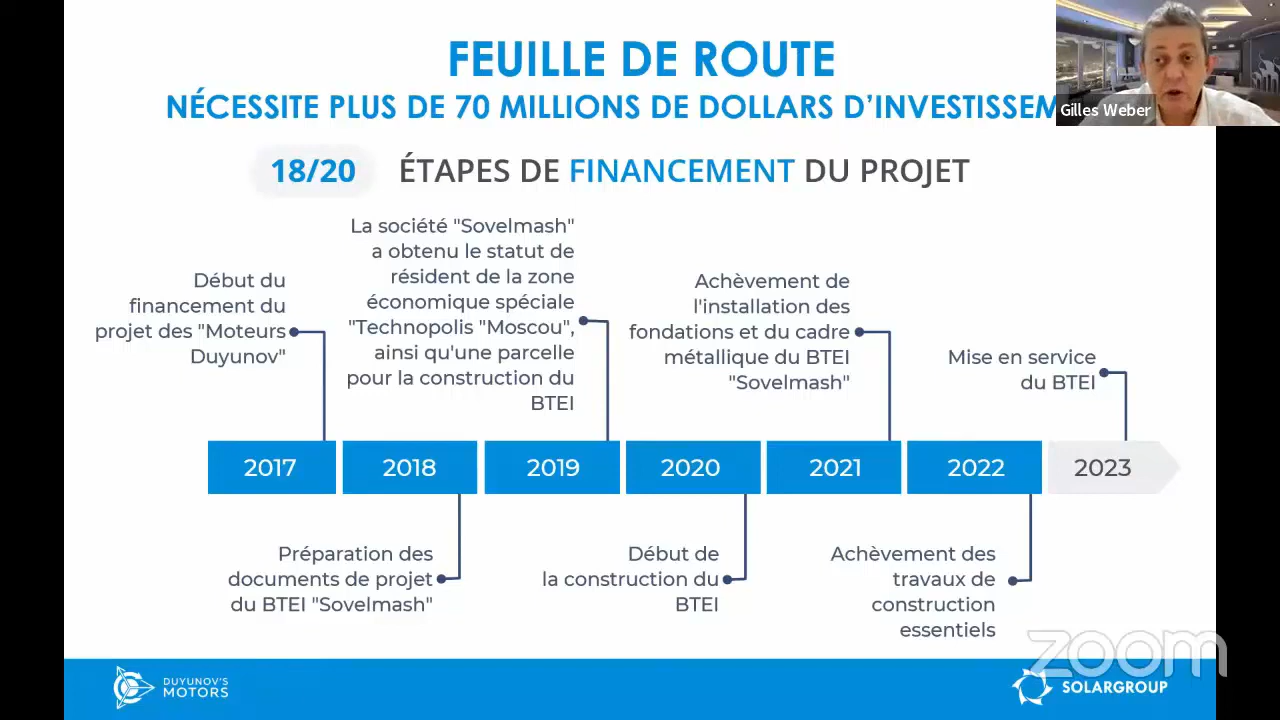 FEUILLE DE ROUTE
NÉCESSITE PLUS DE 70 MILLIONS DE DOLLARS D'INVESTISSEM
Gilles Weber
18/20 ÉTAPES DE FINANCEMENT DU PROJET
Début du
financement du
projet des "Moteurs
Duyunov"
La société "Sovelmash"
a obtenu le statut de
résident de la zone
économique spéciale
"Technopolis "Moscou",
ainsi qu'une parcelle
pour la construction du
BTEI
Achèvement de
l'installation des
fondations et du cadre
métallique du BTEI
"Sovelmash"
Mise en service
du BTEI
2017 2018 2019 2020 2021 2022 2023
Préparation des
documents de projet
du BTEI "Sovelmash"
Début de
la construction du
BTEI
Achèvement des
travaux de
construction
essentiels
zoom
DUYUNOV'S
MOTORS
SOLARGROUP